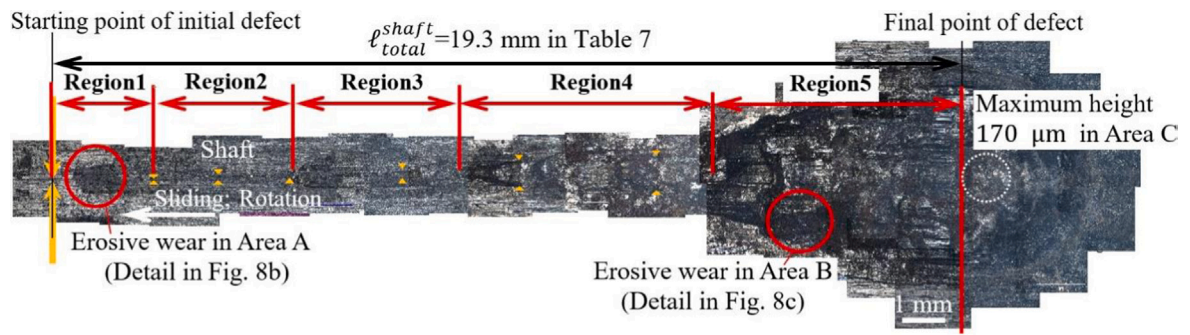 Starting point of initial defect
Final point of defect
ℓ_total^shaft=19.3 mm in Table 7
Region1
Region2
Region3
Region4
Region5
Maximum height
170 μm in Area C
Shaft
Sliding; Rotation
Erosive wear in Area A
(Detail in Fig. 8b)
Erosive wear in Area B
(Detail in Fig. 8c)
1 mm